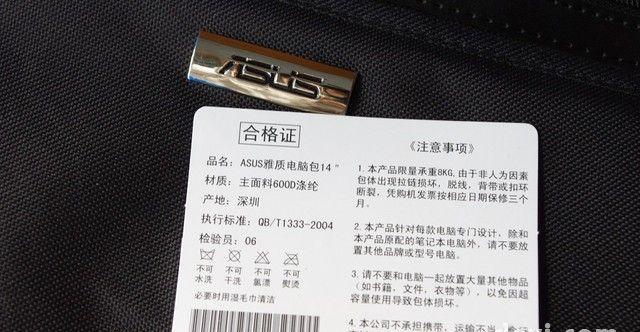 ASUS
合格证
品名：ASUS雅质电脑包14"
材质：主面料600D涤纶
产地：深圳
执行标准：QB/T1333-2004
检验员：06
不可水洗
不可干洗
不可氯漂
不可熨烫
必要时用湿毛巾清洁
《注意事项》
1.本产品限量承重8KG,由于非人为因素
包体出现拉链损坏，脱线，背带或扣环
断裂，凭购机发票按相应日期保修三个
月。
2.本产品针对每款电脑专门设计，除和
本产品原配的笔记本电脑外，请不要放
置其他品牌或型号电脑。
3.请不要和电脑一起放置大量其他物品
（如书籍，文件，衣物等），以免因超
容量使用导致包体损坏。
4.本公司不承担携带，运输不当